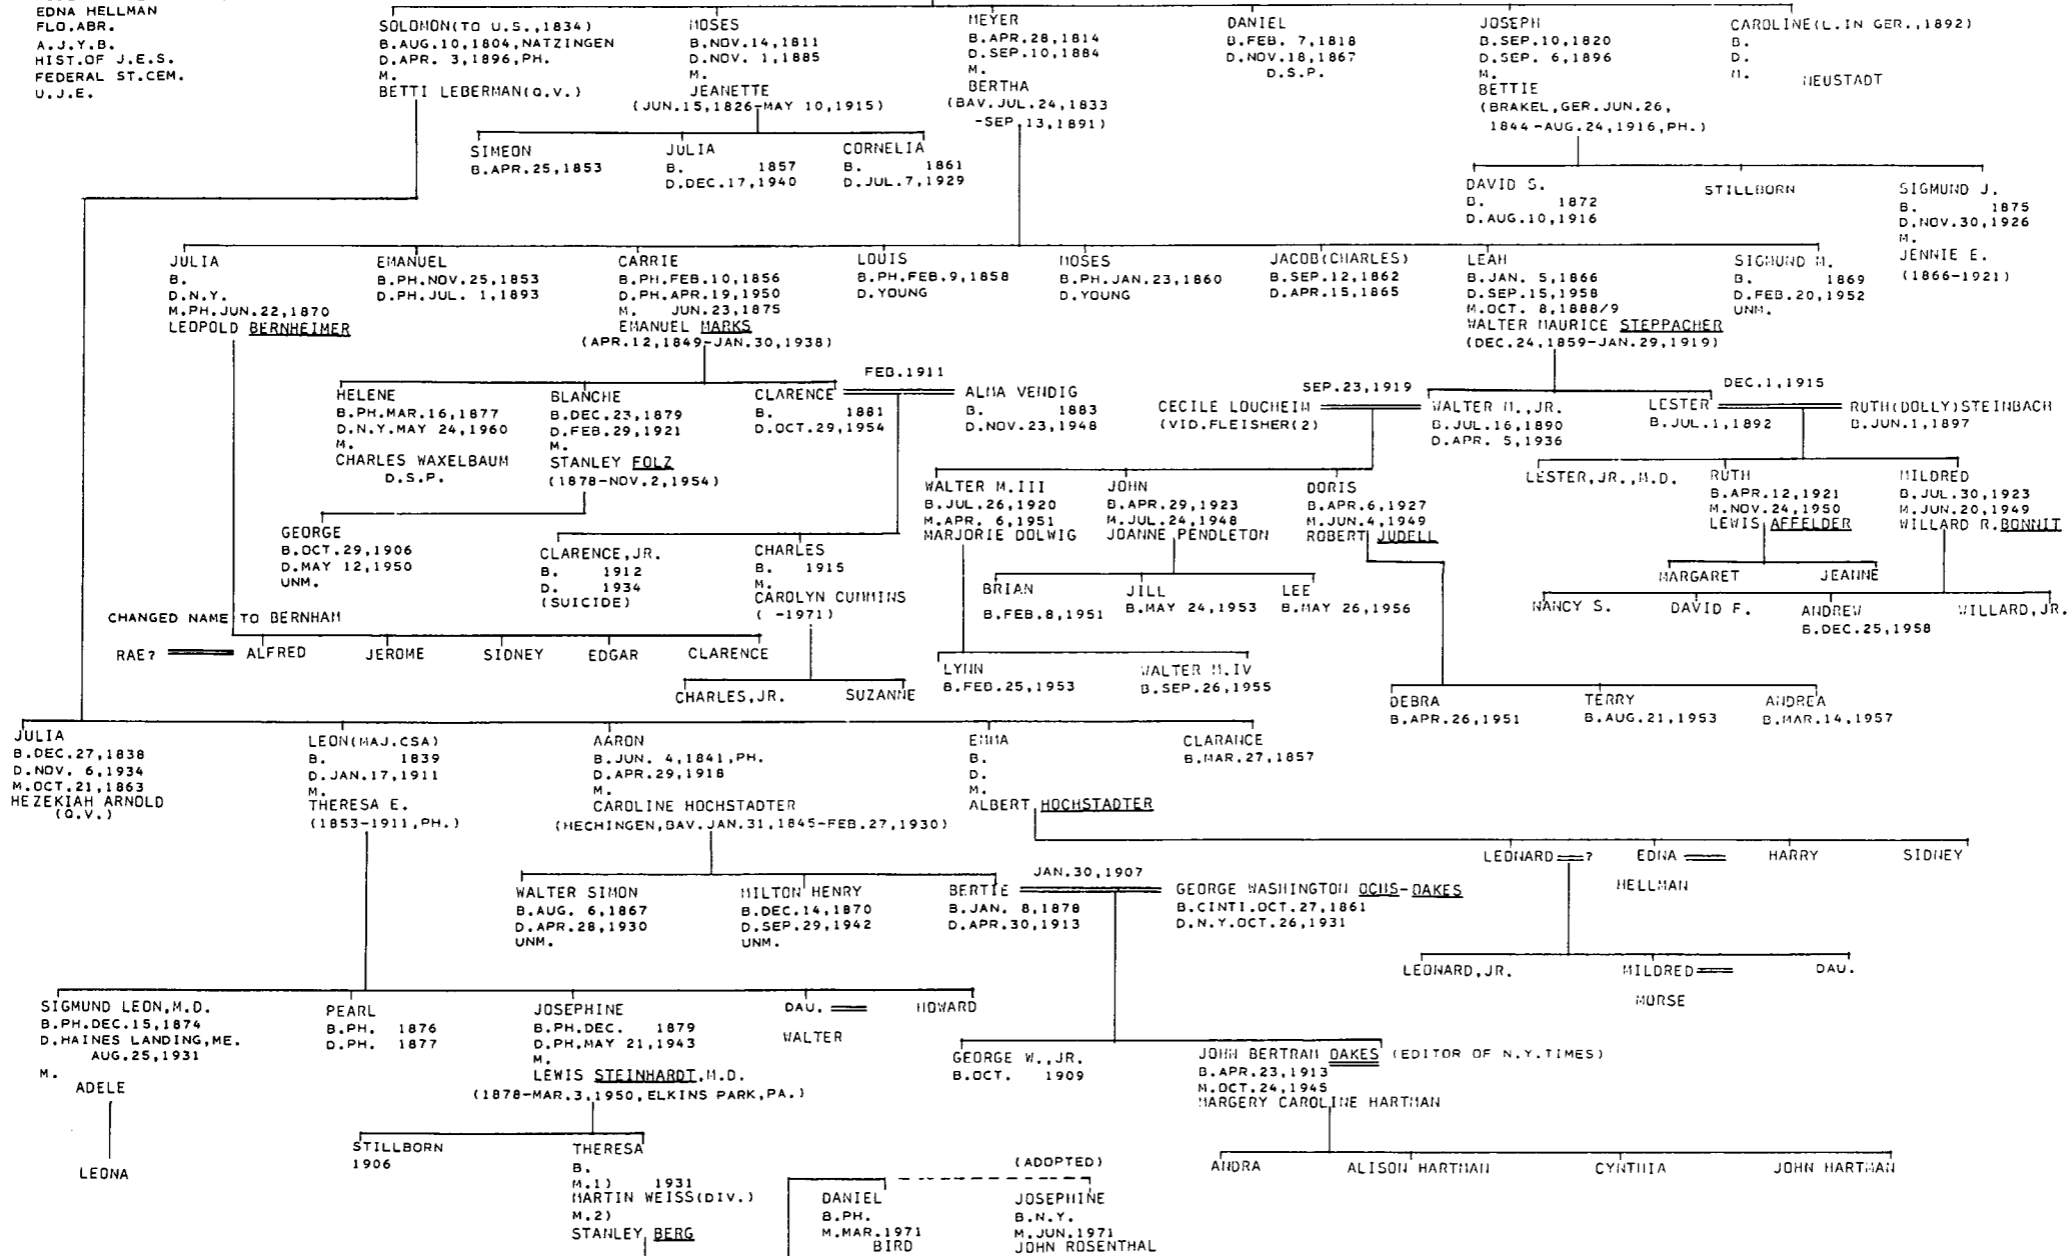 EDNA HELLMAN
FLO.ABR.
A.J.Y.B.
HIST.OF J.E.S.
FEDERAL ST.CEM.
U.J.E.
SOLOMON(TO U.S.,1834)
B.AUG.10,1804,NATZINGEN
D.APR. 3,1896,PH.
M.
BETTI LEBERMAN(Q.V.)
MOSES
B.NOV.14,1811
D.NOV. 1,1885
M.
JEANETTE
(JUN.15,1826-MAY 10,1915)
MEYER
B.APR.28,1814
D.SEP.10,1884
M.
BERTHA
(BAV.JUL.24,1833
-SEP.13,1891)
DANIEL
B.FEB. 7,1818
D.NOV.18,1867
D.S.P.
JOSEPH
B.SEP.10,1820
D.SEP. 6,1896
M.
BETTIE
(BRAKEL,GER.JUN.26,
1844-AUG.24,1916,PH.)
CAROLINE(L.IN GER.,1892)
B.
D.
M. NEUSTADT
SIMEON
B.APR.25,1853
JULIA
B. 1857
D.DEC.17,1940
CORNELIA
B. 1861
D.JUL.7,1929
DAVID S.
B. 1872
D.AUG.10,1916
STILLBORN
SIGMUND J.
B. 1875
D.NOV.30,1926
M.
JENNIE E.
(1866-1921)
JULIA
B.
D.N.Y.
M.PH.JUN.22,1870
LEOPOLD BERNHEIMER
EMANUEL
B.PH.NOV.25,1853
D.PH.JUL. 1,1893
CARRIE
B.PH.FEB.10,1856
D.PH.APR.19,1950
M. JUN.23,1875
EMANUEL MARKS
(APR.12,1849-JAN.30,1938)
LOUIS
B.PH.FEB.9,1858
D.YOUNG
MOSES
B.PH.JAN.23,1860
D.YOUNG
JACOB(CHARLES)
B.SEP.12,1862
D.APR.15,1865
LEAH
B.JAN. 5,1866
D.SEP.15,1958
M.OCT. 8,1888/9
WALTER MAURICE STEPPACHER
(DEC.24,1859-JAN.29,1919)
SIGMUND M.
B. 1869
D.FEB.20,1952
UNM.
HELENE
B.PH.MAR.16,1877
D.N.Y.MAY 24,1960
M.
CHARLES WAXELBAUM
D.S.P.
BLANCHE
B.DEC.23,1879
D.FEB.29,1921
M.
STANLEY FOLZ
(1878-NOV.2,1954)
CLARENCE
B. 1881
D.OCT.29,1954
FEB.1911
ALMA VENDIG
B. 1883
D.NOV.23,1948
SEP.23,1919
CECILE LOUCHEIM
(VID.FLEISHER(2)
WALTER M.,JR.
B.JUL.16,1890
D.APR. 5,1936
LESTER
B.JUL.1,1892
DEC.1,1915
RUTH(DOLLY)STEINBACH
B.JUN.1,1897
WALTER M.III
B.JUL.26,1920
M.APR. 6,1951
MARJORIE DOLWIG
JOHN
B.APR.29,1923
M.JUL.24,1948
JOANNE PENDLETON
DORIS
B.APR.6,1927
M.JUN.4,1949
ROBERT JUDELL
LESTER,JR.,M.D.
RUTH
B.APR.12,1921
M.NOV.24,1950
LEWIS AFFELDER
MILDRED
B.JUL.30,1923
M.JUN.20,1949
WILLARD R.BONNIT
GEORGE
B.OCT.29,1906
D.MAY 12,1950
UNM.
CLARENCE,JR.
B. 1912
D. 1934
(SUICIDE)
CHARLES
B. 1915
M.
CAROLYN CUMMINS
( -1971)
BRIAN
B.FEB.8,1951
JILL
B.MAY 24,1953
LEE
B.MAY 26,1956
MARGARET
JEANNE
NANCY S.
DAVID F.
ANDREW
B.DEC.25,1958
WILLARD,JR.
CHANGED NAME TO BERNHAM
RAE?
ALFRED
JEROME
SIDNEY
EDGAR
CLARENCE
CHARLES,JR.
SUZANNE
LYNN
B.FEB.25,1953
WALTER M.IV
B.SEP.26,1955
DEBRA
B.APR.26,1951
TERRY
B.AUG.21,1953
ANDREA
B.MAR.14,1957
JULIA
B.DEC.27,1838
D.NOV. 6,1934
M.OCT.21,1863
HEZEKIAH ARNOLD
(Q.V.)
LEON(MAJ.CSA)
B. 1839
D.JAN.17,1911
M.
THERESA E.
(1853-1911,PH.)
AARON
B.JUN. 4,1841,PH.
D.APR.29,1918
M.
CAROLINE HOCHSTADTER
(HECHINGEN,BAV.JAN.31,1845-FEB.27,1930)
EMMA
B.
D.
M.
ALBERT HOCHSTADTER
CLARANCE
B.MAR.27,1857
LEONARD ?
EDNA
HELLMAN
HARRY
SIDNEY
WALTER SIMON
B.AUG. 6,1867
D.APR.28,1930
UNM.
MILTON HENRY
B.DEC.14,1870
D.SEP.29,1942
UNM.
BERTIE
B.JAN. 8,1878
D.APR.30,1913
JAN.30,1907
GEORGE WASHINGTON OCHS-OAKES
B.CINTI.OCT.27,1861
D.N.Y.OCT.26,1931
LEONARD,JR.
MILDRED
MORSE
DAU.
SIGMUND LEON,M.D.
B.PH.DEC.15,1874
D.HAINES LANDING,ME.
AUG.25,1931
M.
ADELE
PEARL
B.PH. 1876
D.PH. 1877
JOSEPHINE
B.PH.DEC. 1879
D.PH.MAY 21,1943
M.
LEWIS STEINHARDT,M.D.
(1878-MAR.3,1950,ELKINS PARK,PA.)
DAU.
WALTER
HOWARD
GEORGE W.,JR.
B.OCT. 1909
JOHN BERTRAM OAKES (EDITOR OF N.Y.TIMES)
B.APR.23,1913
M.OCT.24,1945
MARGERY CAROLINE HARTMAN
LEONA
STILLBORN
1906
THERESA
B.
M.1) 1931
MARTIN WEISS(DIV.)
M.2)
STANLEY BERG
(ADOPTED)
DANIEL
B.PH.
M.MAR.1971
BIRD
JOSEPHINE
B.N.Y.
M.JUN.1971
JOHN ROSENTHAL
ANDRA
ALISON HARTMAN
CYNTHIA
JOHN HARTMAN